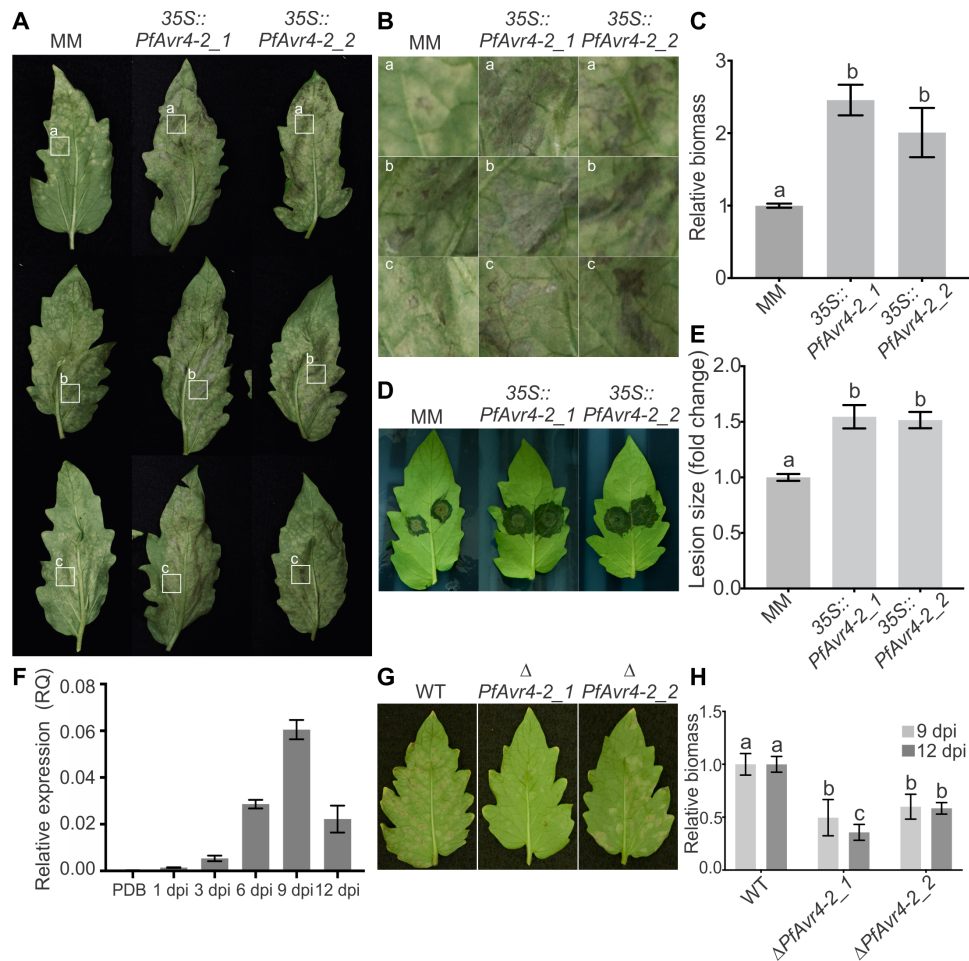 A
MM
35S::
PfAvr4-2_1
35S::
PfAvr4-2_2
a
a
a
b
b
b
c
c
c
B
MM
35S::
PfAvr4-2_1
35S::
PfAvr4-2_2
a
a
a
b
b
b
c
c
c
C
Relative biomass
3
2
1
0
a
b
b
MM
35S::
PfAvr4-2_1
35S::
PfAvr4-2_2
D
MM
35S::
PfAvr4-2_1
35S::
PfAvr4-2_2
E
Lesion size (fold change)
1.0
1.5
1.0
0.5
0.0
a
b
b
MM
35S::
PfAvr4-2_1
35S::
PfAvr4-2_2
F
Relative expression (RQ)
0.08
0.06
0.04
0.02
0.00
PDB 1 dpi 3 dpi 6 dpi 9 dpi 12 dpi
G
WT
Δ
PfAvr4-2_1
Δ
PfAvr4-2_2
H
Relative biomass
1.5
1.0
0.5
0.0
9 dpi
12 dpi
a a
b c
b b
WT
ΔPfAvr4-2_1
ΔPfAvr4-2_2